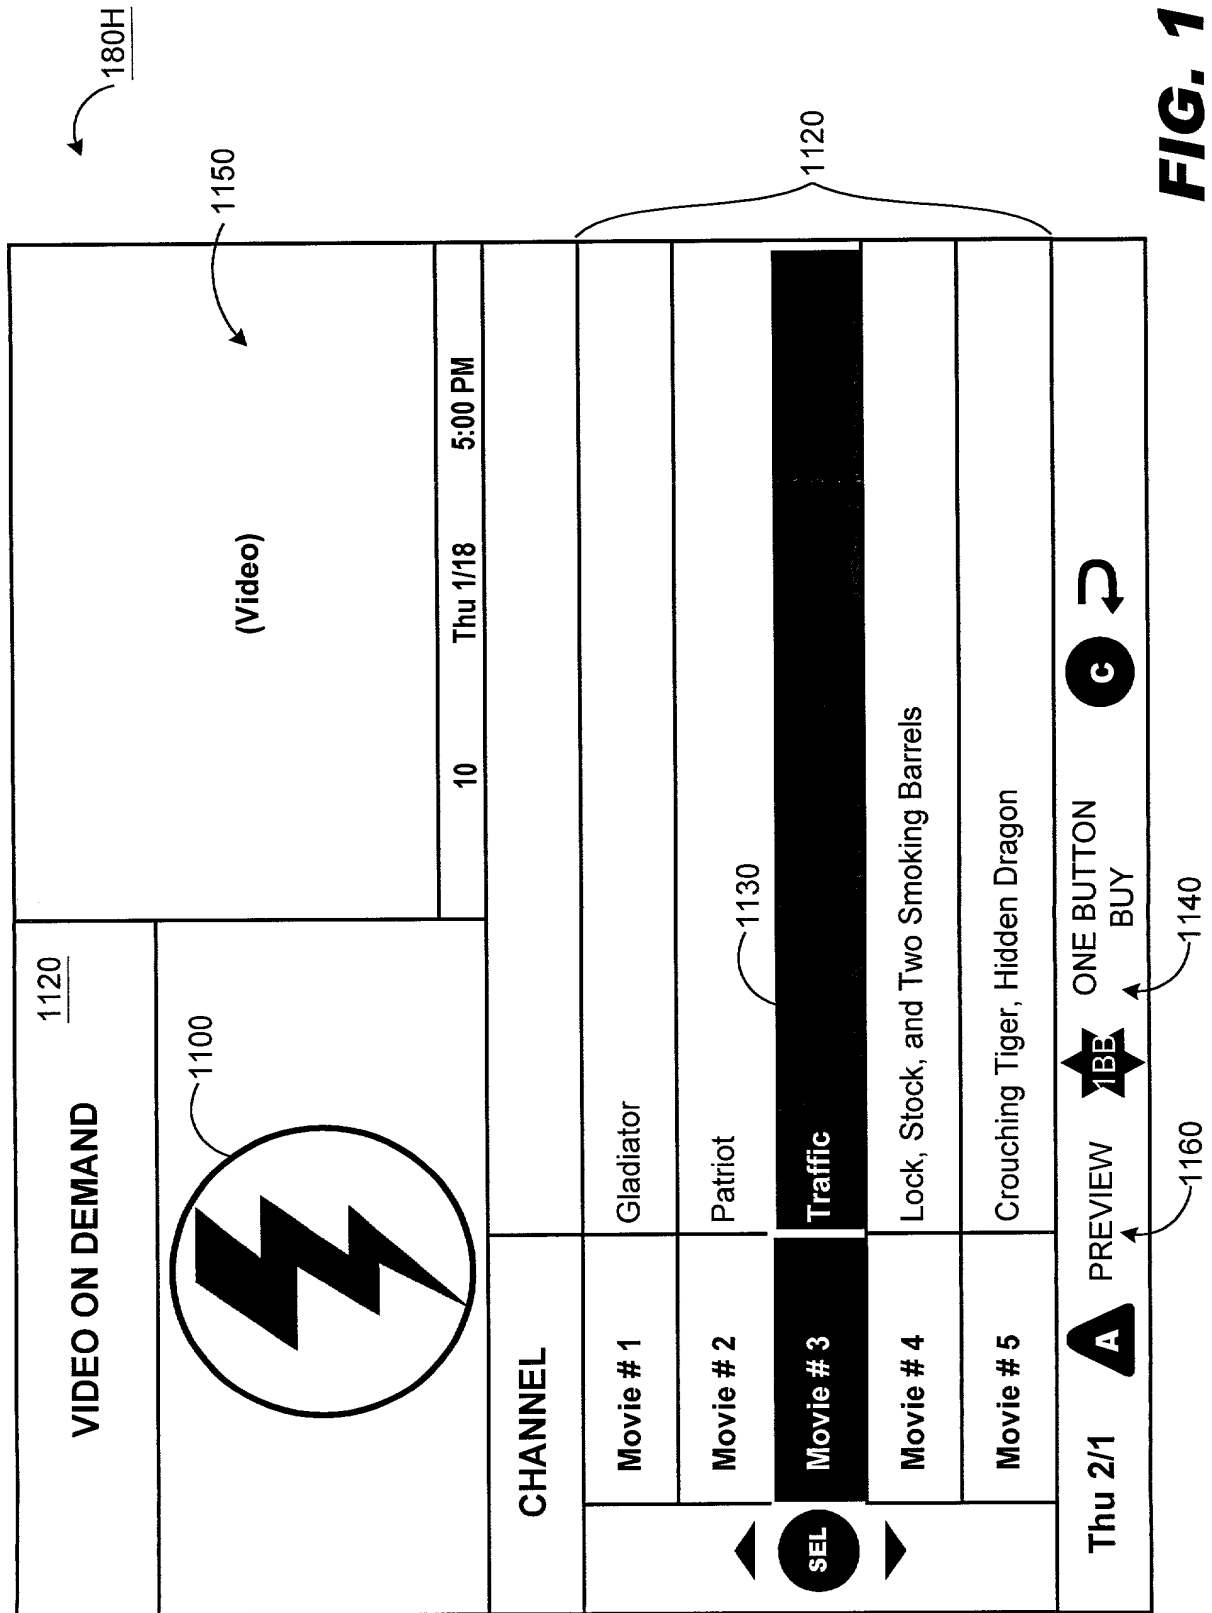 180H
VIDEO ON DEMAND
1120
1150
(Video)
1100
10 Thu 1/18 5:00 PM
CHANNEL
1120
Movie # 1 Gladiator
Movie # 2 Patriot
1130
SEL Movie # 3 Traffic
Movie # 4 Lock, Stock, and Two Smoking Barrels
Movie # 5 Crouching Tiger, Hidden Dragon
Thu 2/1 A PREVIEW 1BB ONE BUTTON
BUY C
1160
1140
FIG. 1